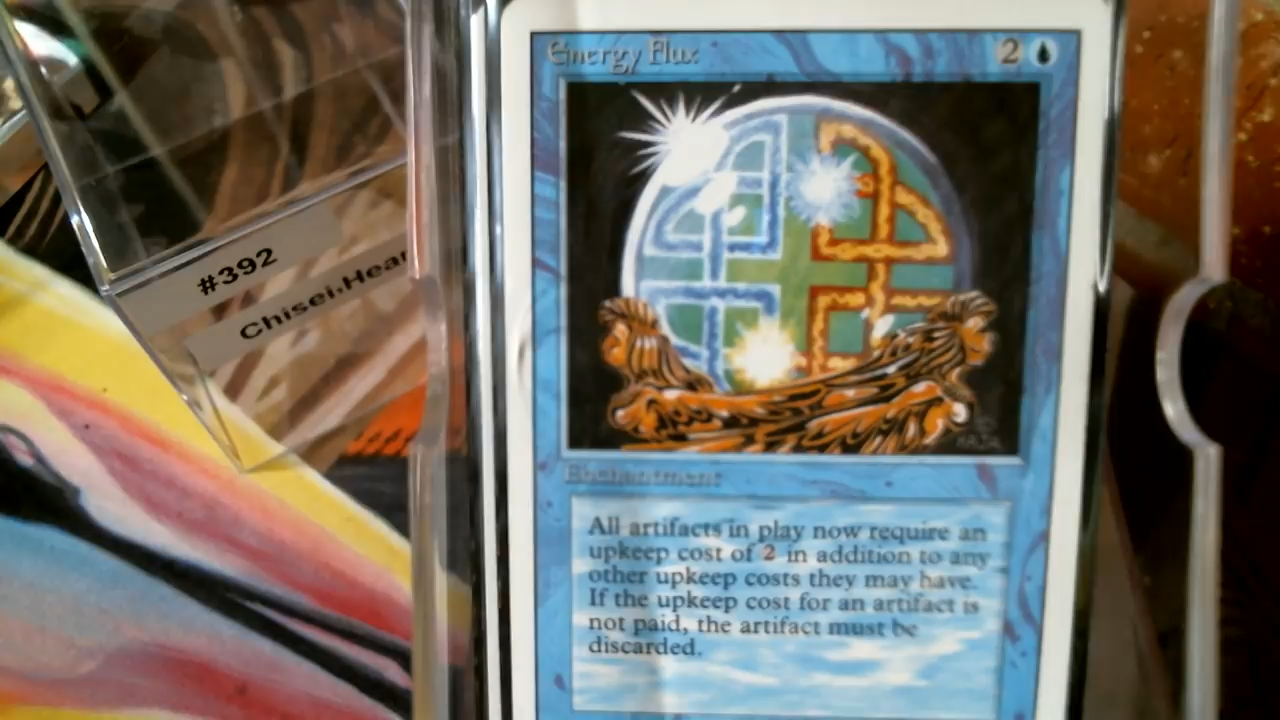 #392
Chisei, Hear
Energy Flux
2
Enchantment
All artifacts in play now require an
upkeep cost of 2 in addition to any
other upkeep costs they may have.
If the upkeep cost for an artifact is
not paid, the artifact must be
discarded.